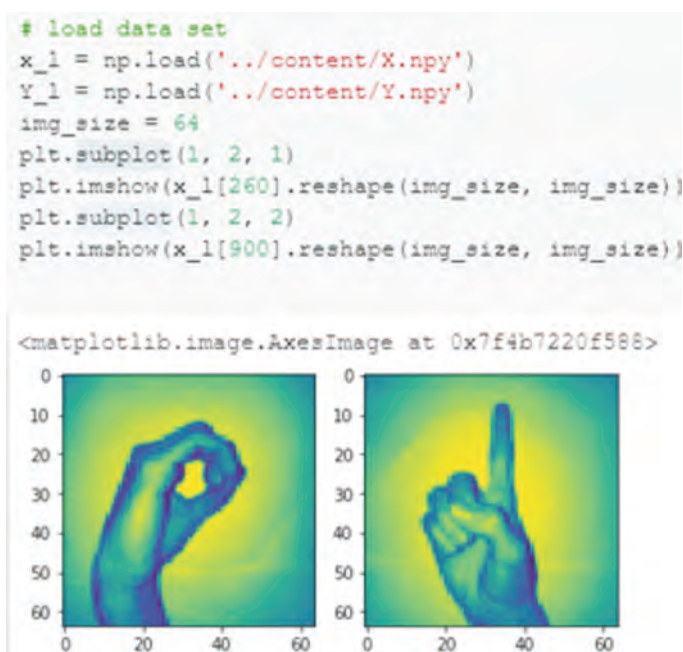 # load data set
x_l = np.load('../content/X.npy')
Y_l = np.load('../content/Y.npy')
img_size = 64
plt.subplot(1, 2, 1)
plt.imshow(x_l[260].reshape(img_size, img_size))
plt.subplot(1, 2, 2)
plt.imshow(x_l[900].reshape(img_size, img_size))
<matplotlib.image.AxesImage at 0x7f4b7220f588>
0 10 20 30 40 50 60
0 20 40 60
0 10 20 30 40 50 60
0 20 40 60